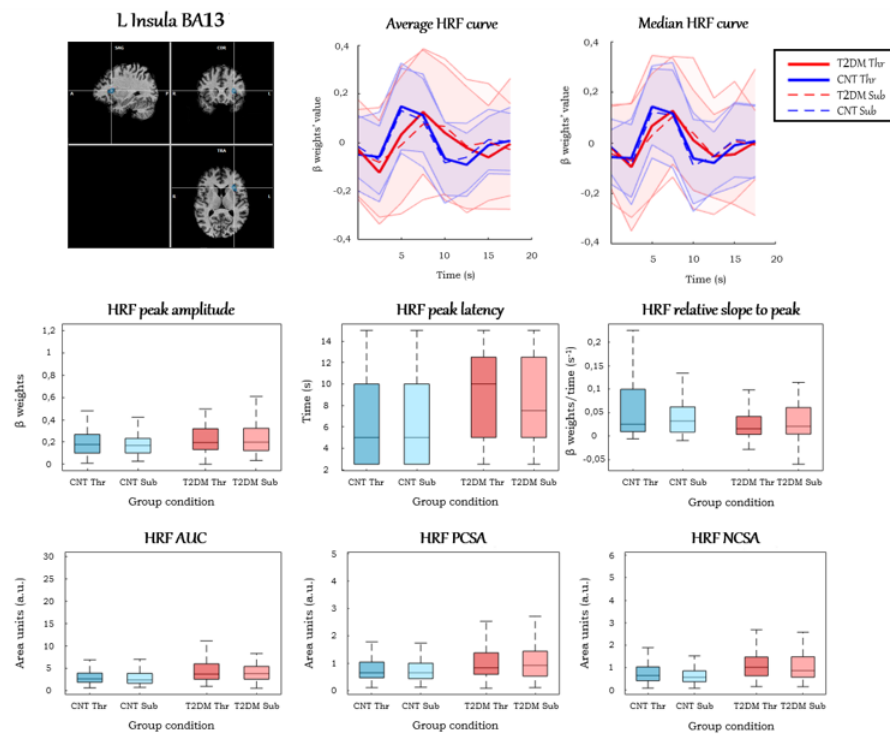 L Insula BA13
Average HRF curve
Median HRF curve
SAG
COR
A
P
R
L
TRA
R
L
β weights' value
0,4
0,2
0
-0,2
-0,4
5
10
15
20
Time (s)
β weights' value
0,4
0,2
0
-0,2
-0,4
5
10
15
20
Time (s)
T2DM Thr
CNT Thr
T2DM Sub
CNT Sub
HRF peak amplitude
β weights
1,2
1
0,8
0,6
0,4
0,2
0
CNT Thr
CNT Sub
T2DM Thr
T2DM Sub
Group condition
HRF peak latency
Time (s)
14
12
10
8
6
4
2
CNT Thr
CNT Sub
T2DM Thr
T2DM Sub
Group condition
HRF relative slope to peak
β weights/time (s⁻¹)
0,2
0,15
0,1
0,05
0
-0,05
CNT Thr
CNT Sub
T2DM Thr
T2DM Sub
Group condition
HRF AUC
Area units (a.u.)
30
25
20
15
10
5
0
CNT Thr
CNT Sub
T2DM Thr
T2DM Sub
Group condition
HRF PCSA
Area units (a.u.)
5
4
3
2
1
0
CNT Thr
CNT Sub
T2DM Thr
T2DM Sub
Group condition
HRF NCSA
Area units (a.u.)
6
5
4
3
2
1
0
CNT Thr
CNT Sub
T2DM Thr
T2DM Sub
Group condition